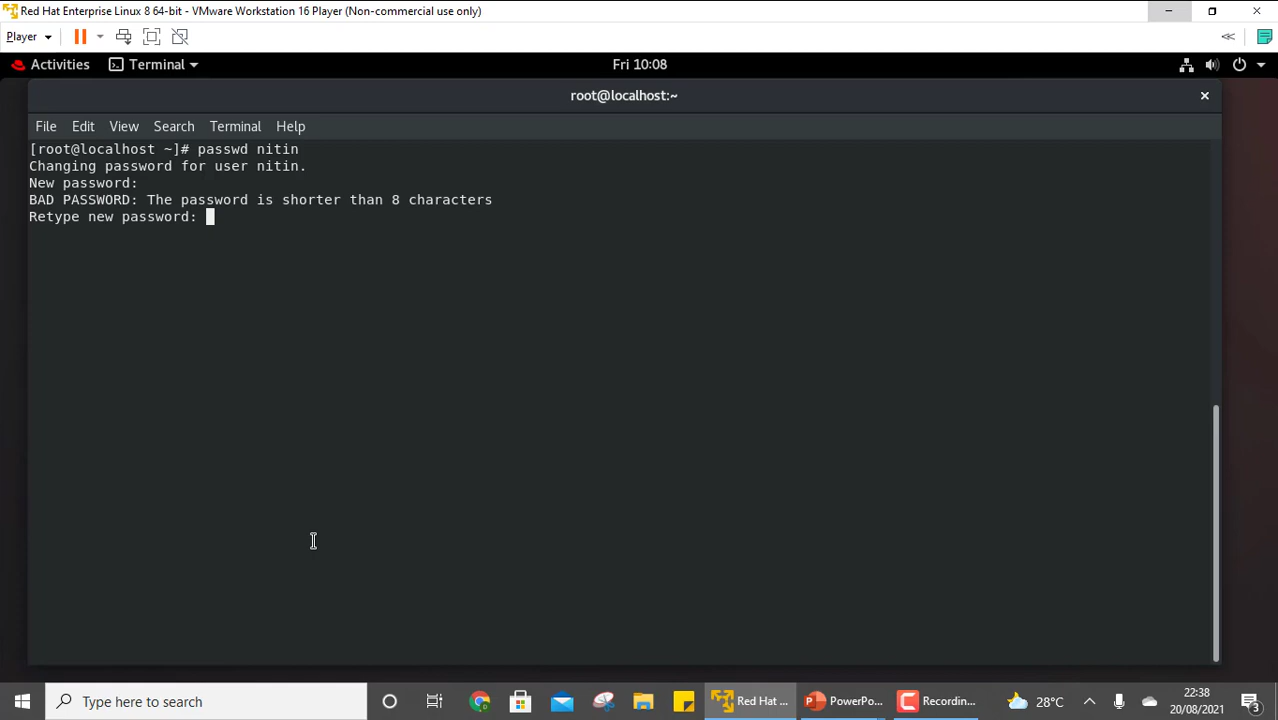 Red Hat Enterprise Linux 8 64-bit - VMware Workstation 16 Player (Non-commercial use only)
Player
Activities Terminal Fri 10:08
root@localhost:~
File Edit View Search Terminal Help
[root@localhost ~]# passwd nitin
Changing password for user nitin.
New password:
BAD PASSWORD: The password is shorter than 8 characters
Retype new password:
Type here to search Red Hat ... PowerPo... Recordin... 28°C 22:38
20/08/2021 3